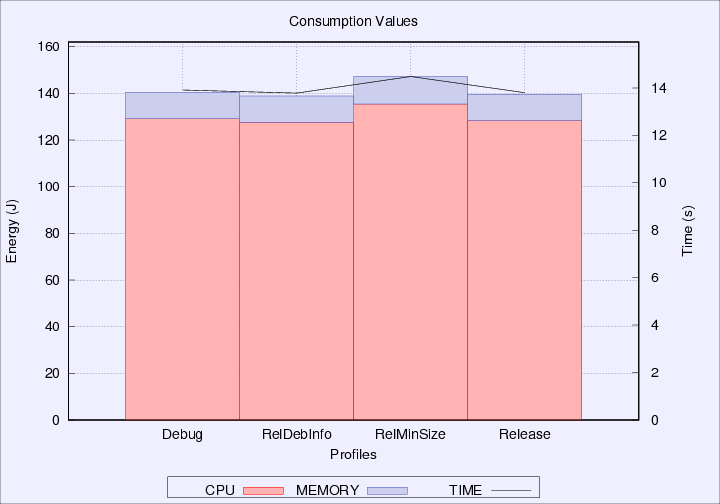 Consumption Values
160
140
120
100
80
60
40
20
0
Energy (J)
14
12
10
8
6
4
2
0
Time (s)
Debug RelDebInfo RelMinSize Release
Profiles
CPU MEMORY TIME